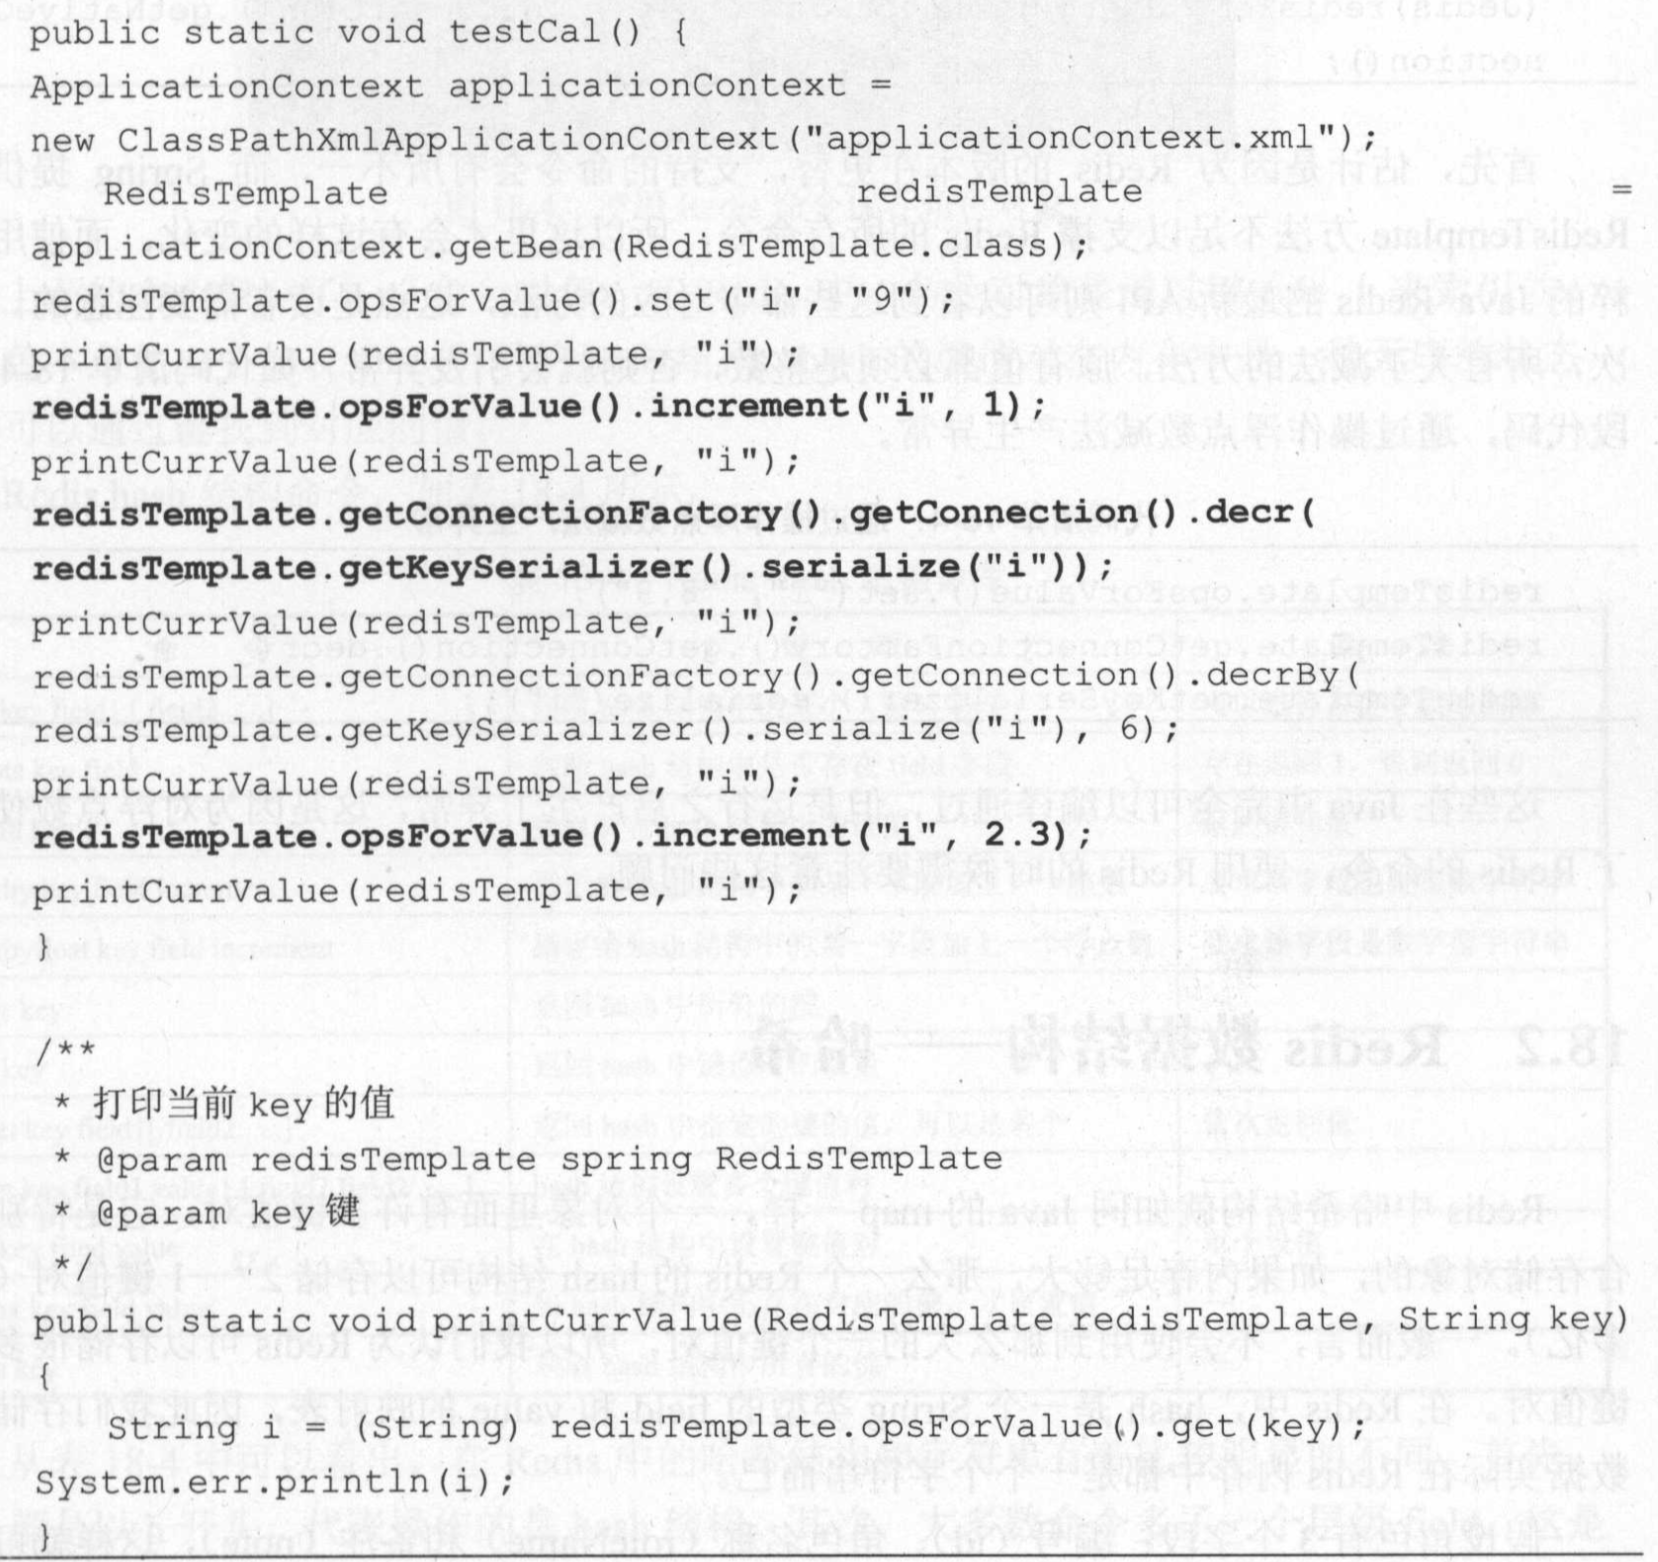 public static void testCal() {
ApplicationContext applicationContext =
new ClassPathXmlApplicationContext("applicationContext.xml");
RedisTemplate redisTemplate =
applicationContext.getBean(RedisTemplate.class);
redisTemplate.opsForValue().set("i", "9");
printCurrValue(redisTemplate, "i");
redisTemplate.opsForValue().increment("i", 1);
printCurrValue(redisTemplate, "i");
redisTemplate.getConnectionFactory().getConnection().decr(
redisTemplate.getKeySerializer().serialize("i"));
printCurrValue(redisTemplate, "i");
redisTemplate.getConnectionFactory().getConnection().decrBy(
redisTemplate.getKeySerializer().serialize("i"), 6);
printCurrValue(redisTemplate, "i");
redisTemplate.opsForValue().increment("i", 2.3);
printCurrValue(redisTemplate, "i");
}
/**
* 打印当前 key 的值
* @param redisTemplate spring RedisTemplate
* @param key 键
*/
public static void printCurrValue(RedisTemplate redisTemplate, String key)
{
String i = (String) redisTemplate.opsForValue().get(key);
System.err.println(i);
}